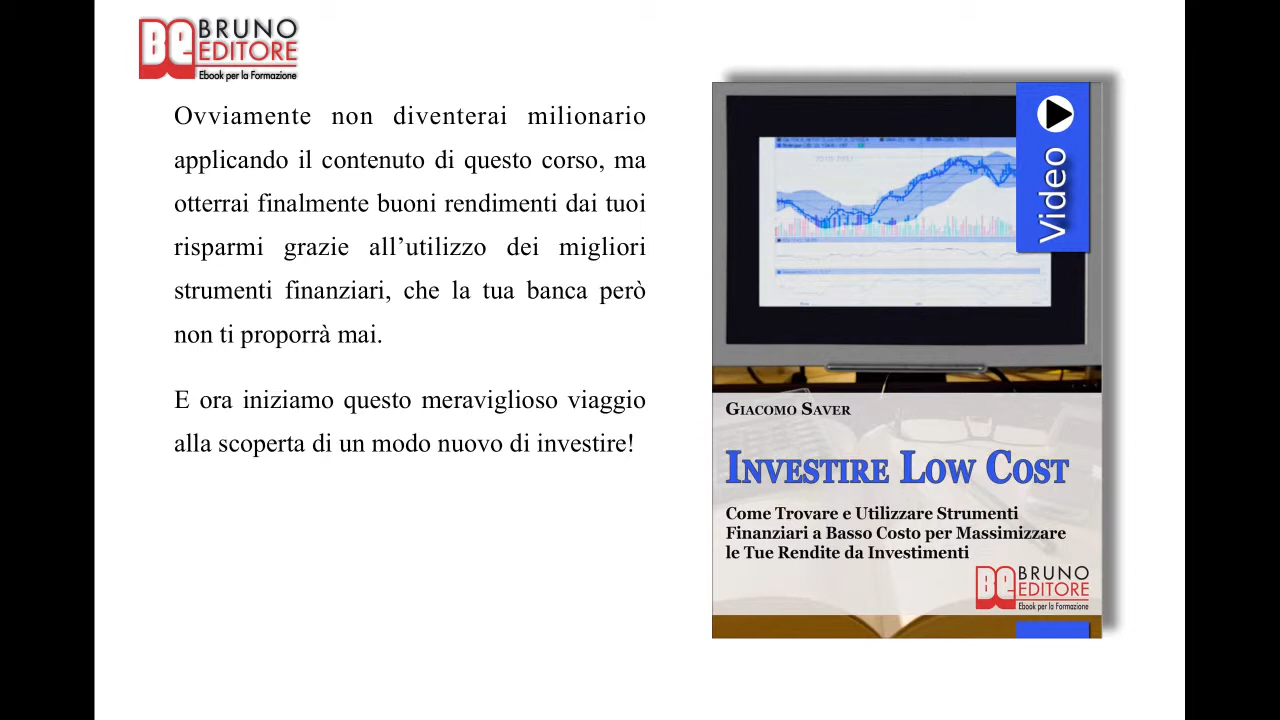 BRUNO
EDITORE
Ebook per la Formazione
Ovviamente non diventerai milionario
applicando il contenuto di questo corso, ma
otterrai finalmente buoni rendimenti dai tuoi
risparmi grazie all’utilizzo dei migliori
strumenti finanziari, che la tua banca però
non ti proporrà mai.
E ora iniziamo questo meraviglioso viaggio
alla scoperta di un modo nuovo di investire!
Video
GIACOMO SAVER
INVESTIRE LOW COST
Come Trovare e Utilizzare Strumenti
Finanziari a Basso Costo per Massimizzare
le Tue Rendite da Investimenti
BRUNO
EDITORE
Ebook per la Formazione